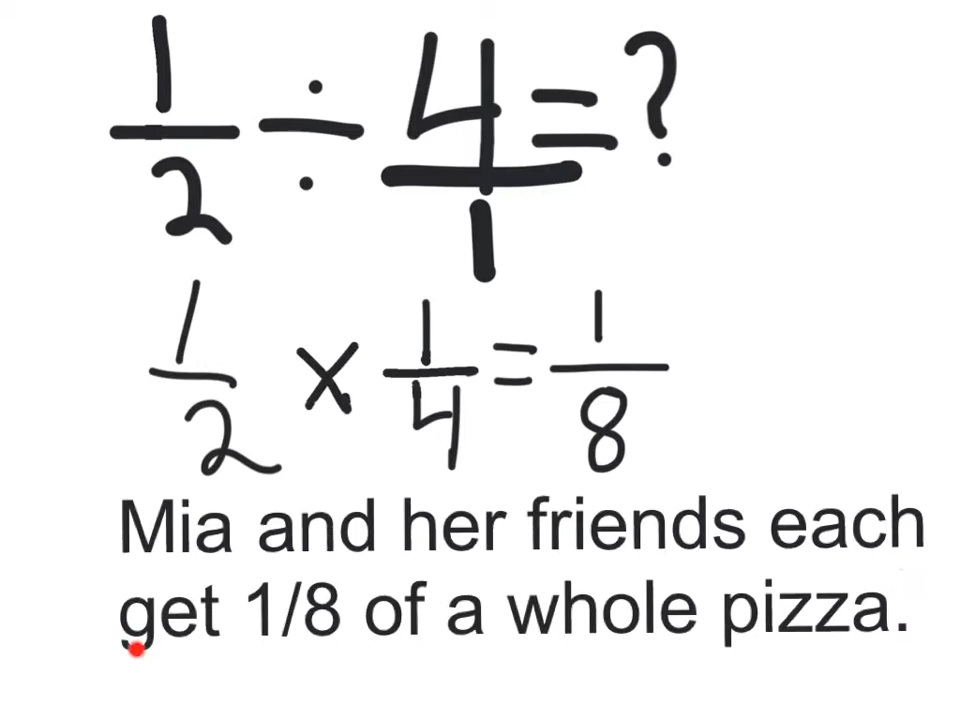 1/2 ÷ 4/1 = ?
1/2 × 1/4 = 1/8
Mia and her friends each
get 1/8 of a whole pizza.